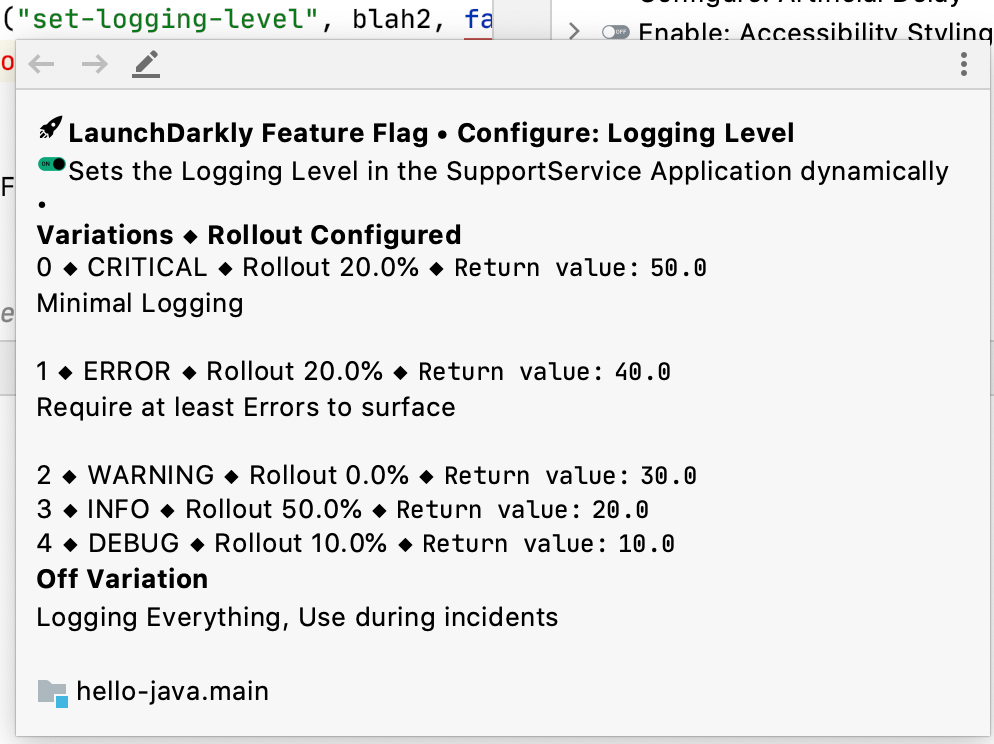 ("set-logging-level", blah2, fa
Configure: Artificial Delay
Enable: Accessibility Styling
LaunchDarkly Feature Flag • Configure: Logging Level
ON Sets the Logging Level in the SupportService Application dynamically
•
Variations ◆ Rollout Configured
0 ◆ CRITICAL ◆ Rollout 20.0% ◆ Return value: 50.0
Minimal Logging
1 ◆ ERROR ◆ Rollout 20.0% ◆ Return value: 40.0
Require at least Errors to surface
2 ◆ WARNING ◆ Rollout 0.0% ◆ Return value: 30.0
3 ◆ INFO ◆ Rollout 50.0% ◆ Return value: 20.0
4 ◆ DEBUG ◆ Rollout 10.0% ◆ Return value: 10.0
Off Variation
Logging Everything, Use during incidents
hello-java.main